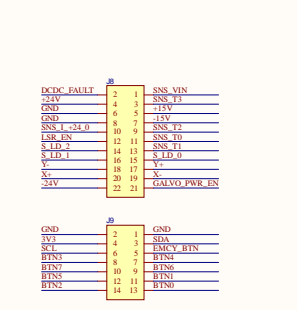 J8
DCDC_FAULT 2 1 SNS_VIN
+24V 4 3 SNS_T3
GND 6 5 +15V
GND 8 7 -15V
SNS_I_+24_0 10 9 SNS_T2
LSR_EN 12 11 SNS_T0
S_LD_2 14 13 SNS_T1
S_LD_1 16 15 S_LD_0
Y- 18 17 Y+
X+ 20 19 X-
-24V 22 21 GALVO_PWR_EN
J9
GND 2 1 GND
3V3 4 3 SDA
SCL 6 5 EMCY_BTN
BTN3 8 7 BTN4
BTN7 10 9 BTN6
BTN5 12 11 BTN1
BTN2 14 13 BTN0